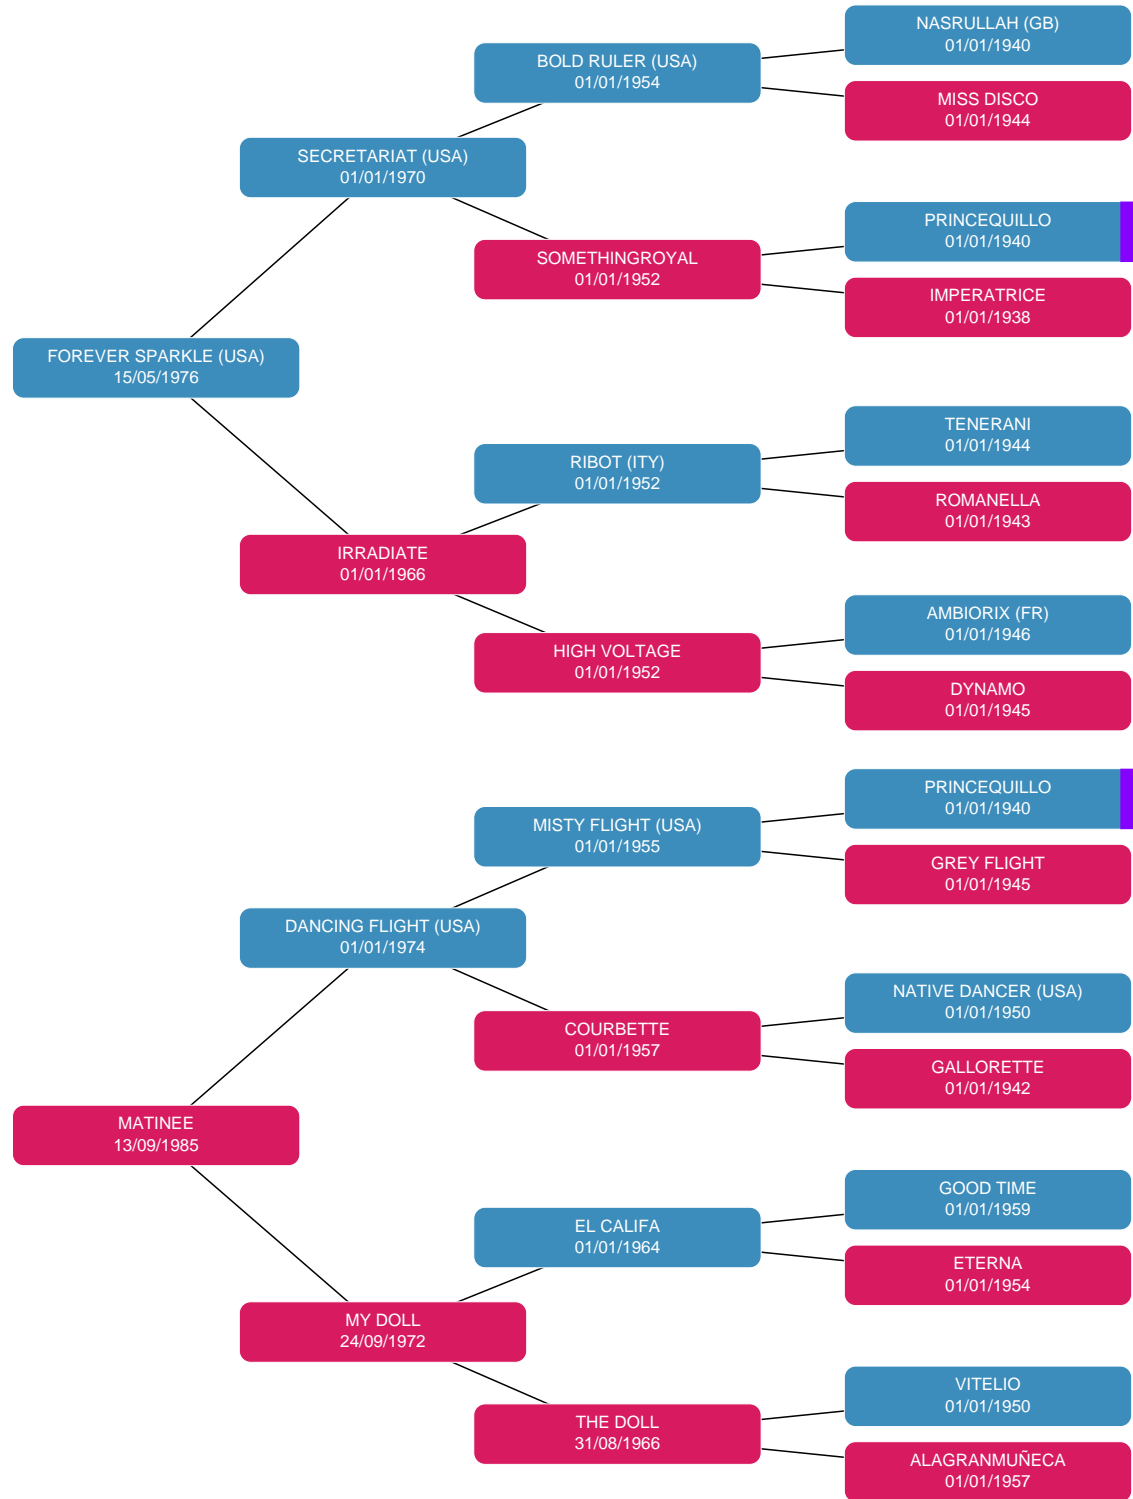 NASRULLAH (GB)
01/01/1940
BOLD RULER (USA)
01/01/1954
MISS DISCO
01/01/1944
SECRETARIAT (USA)
01/01/1970
PRINCEQUILLO
01/01/1940
SOMETHINGROYAL
01/01/1952
IMPERATRICE
01/01/1938
FOREVER SPARKLE (USA)
15/05/1976
TENERANI
01/01/1944
RIBOT (ITY)
01/01/1952
ROMANELLA
01/01/1943
IRRADIATE
01/01/1966
AMBIORIX (FR)
01/01/1946
HIGH VOLTAGE
01/01/1952
DYNAMO
01/01/1945
PRINCEQUILLO
01/01/1940
MISTY FLIGHT (USA)
01/01/1955
GREY FLIGHT
01/01/1945
DANCING FLIGHT (USA)
01/01/1974
NATIVE DANCER (USA)
01/01/1950
COURBETTE
01/01/1957
GALLORETTE
01/01/1942
MATINEE
13/09/1985
GOOD TIME
01/01/1959
EL CALIFA
01/01/1964
ETERNA
01/01/1954
MY DOLL
24/09/1972
VITELIO
01/01/1950
THE DOLL
31/08/1966
ALAGRANMUÑECA
01/01/1957